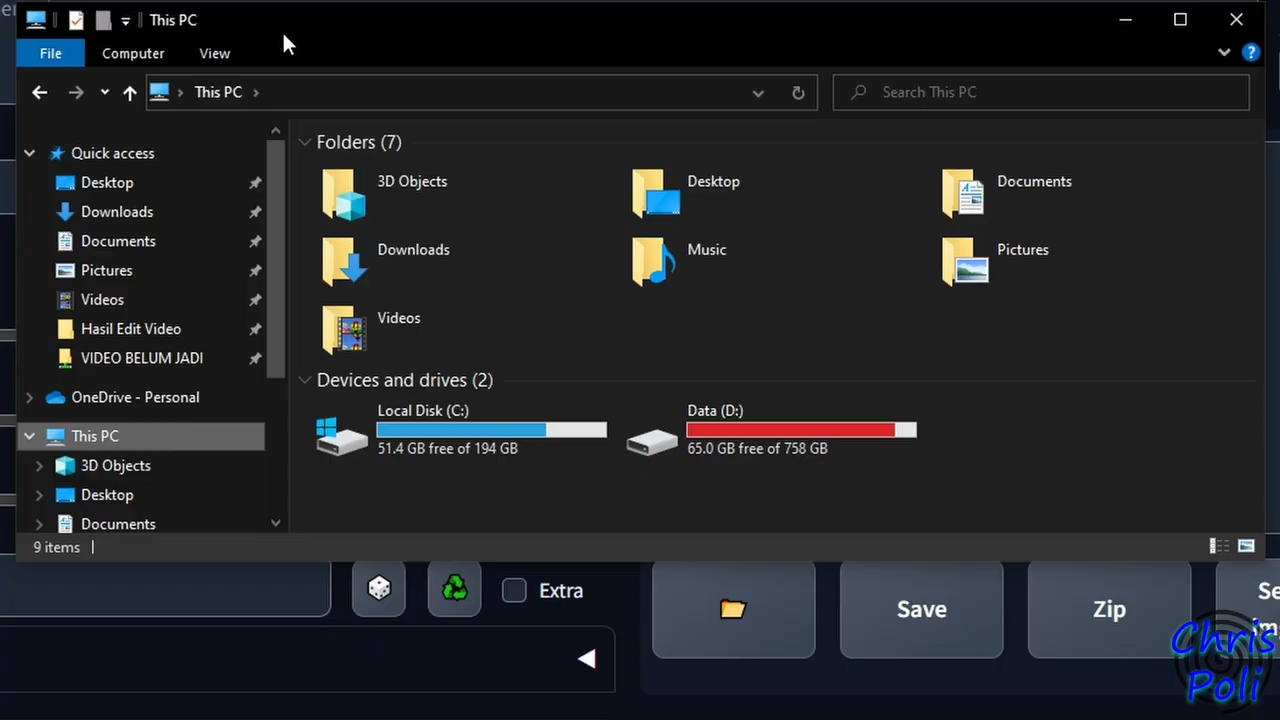 This PC
File Computer View
This PC
Search This PC
Quick access
Desktop
Downloads
Documents
Pictures
Videos
Hasil Edit Video
VIDEO BELUM JADI
OneDrive - Personal
This PC
3D Objects
Desktop
Documents
Folders (7)
3D Objects
Desktop
Documents
Downloads
Music
Pictures
Videos
Devices and drives (2)
Local Disk (C:)
51.4 GB free of 194 GB
Data (D:)
65.0 GB free of 758 GB
9 items
Extra
Save
Zip
Chris
Poli